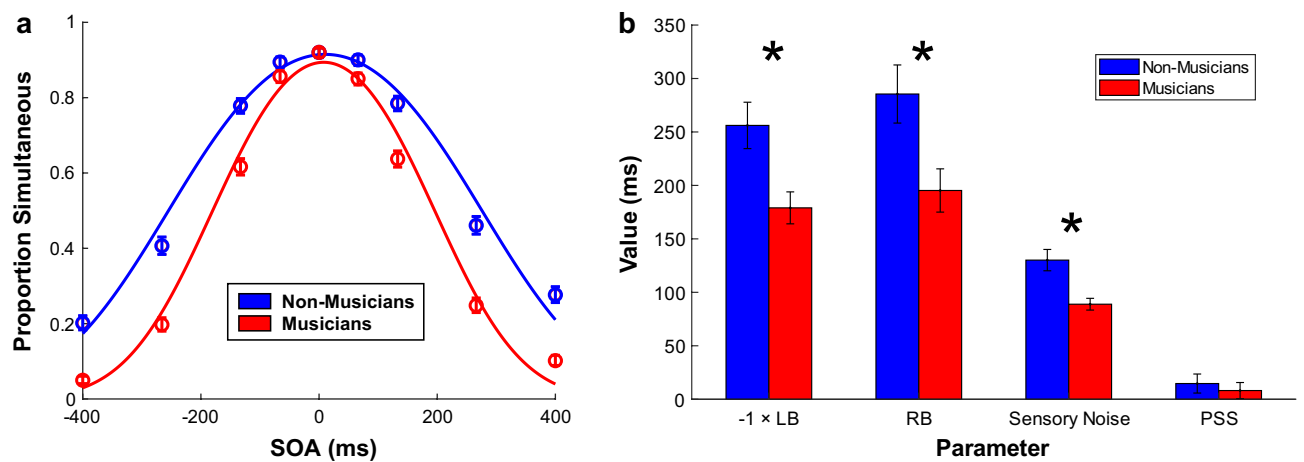 a
Proportion Simultaneous
1
0.8
0.6
0.4
0.2
0
-400
-200
0
200
400
SOA (ms)
Non-Musicians
Musicians
b
Value (ms)
350
300
250
200
150
100
50
0
*
*
*
Non-Musicians
Musicians
-1 × LB
RB
Sensory Noise
PSS
Parameter